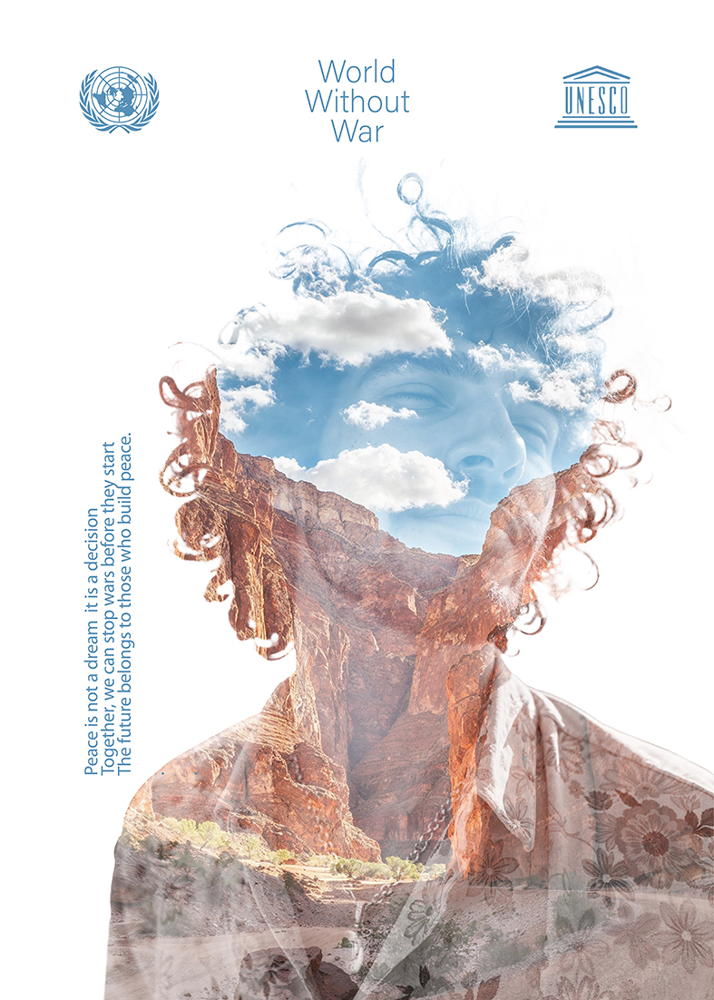 World
Without
War
UNESCO
Peace is not a dream  it is a decision
Together, we can stop wars before they start
The future belongs to those who build peace.